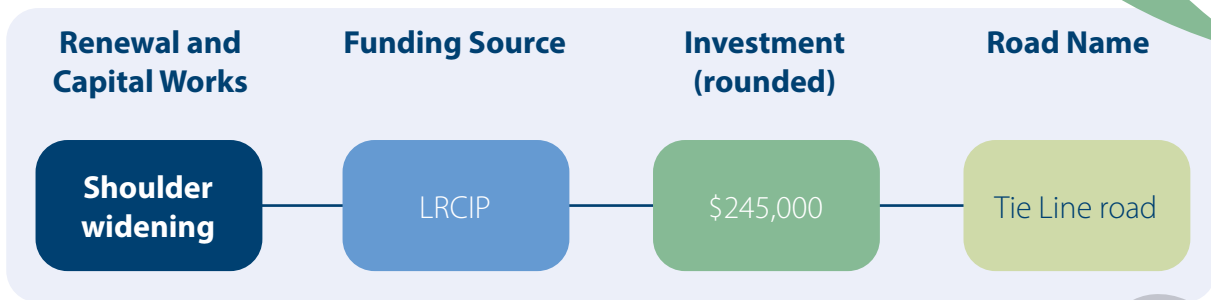 Renewal and
Capital Works
Funding Source
Investment
(rounded)
Road Name
Shoulder
widening
LRCIP
$245,000
Tie Line road